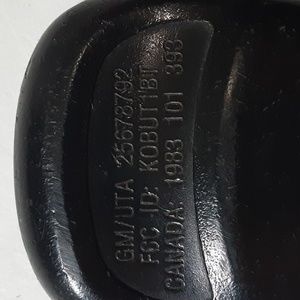 GM/UTA 25678792
FCC ID: KOBUT1BT
CANADA: 1983 101 393